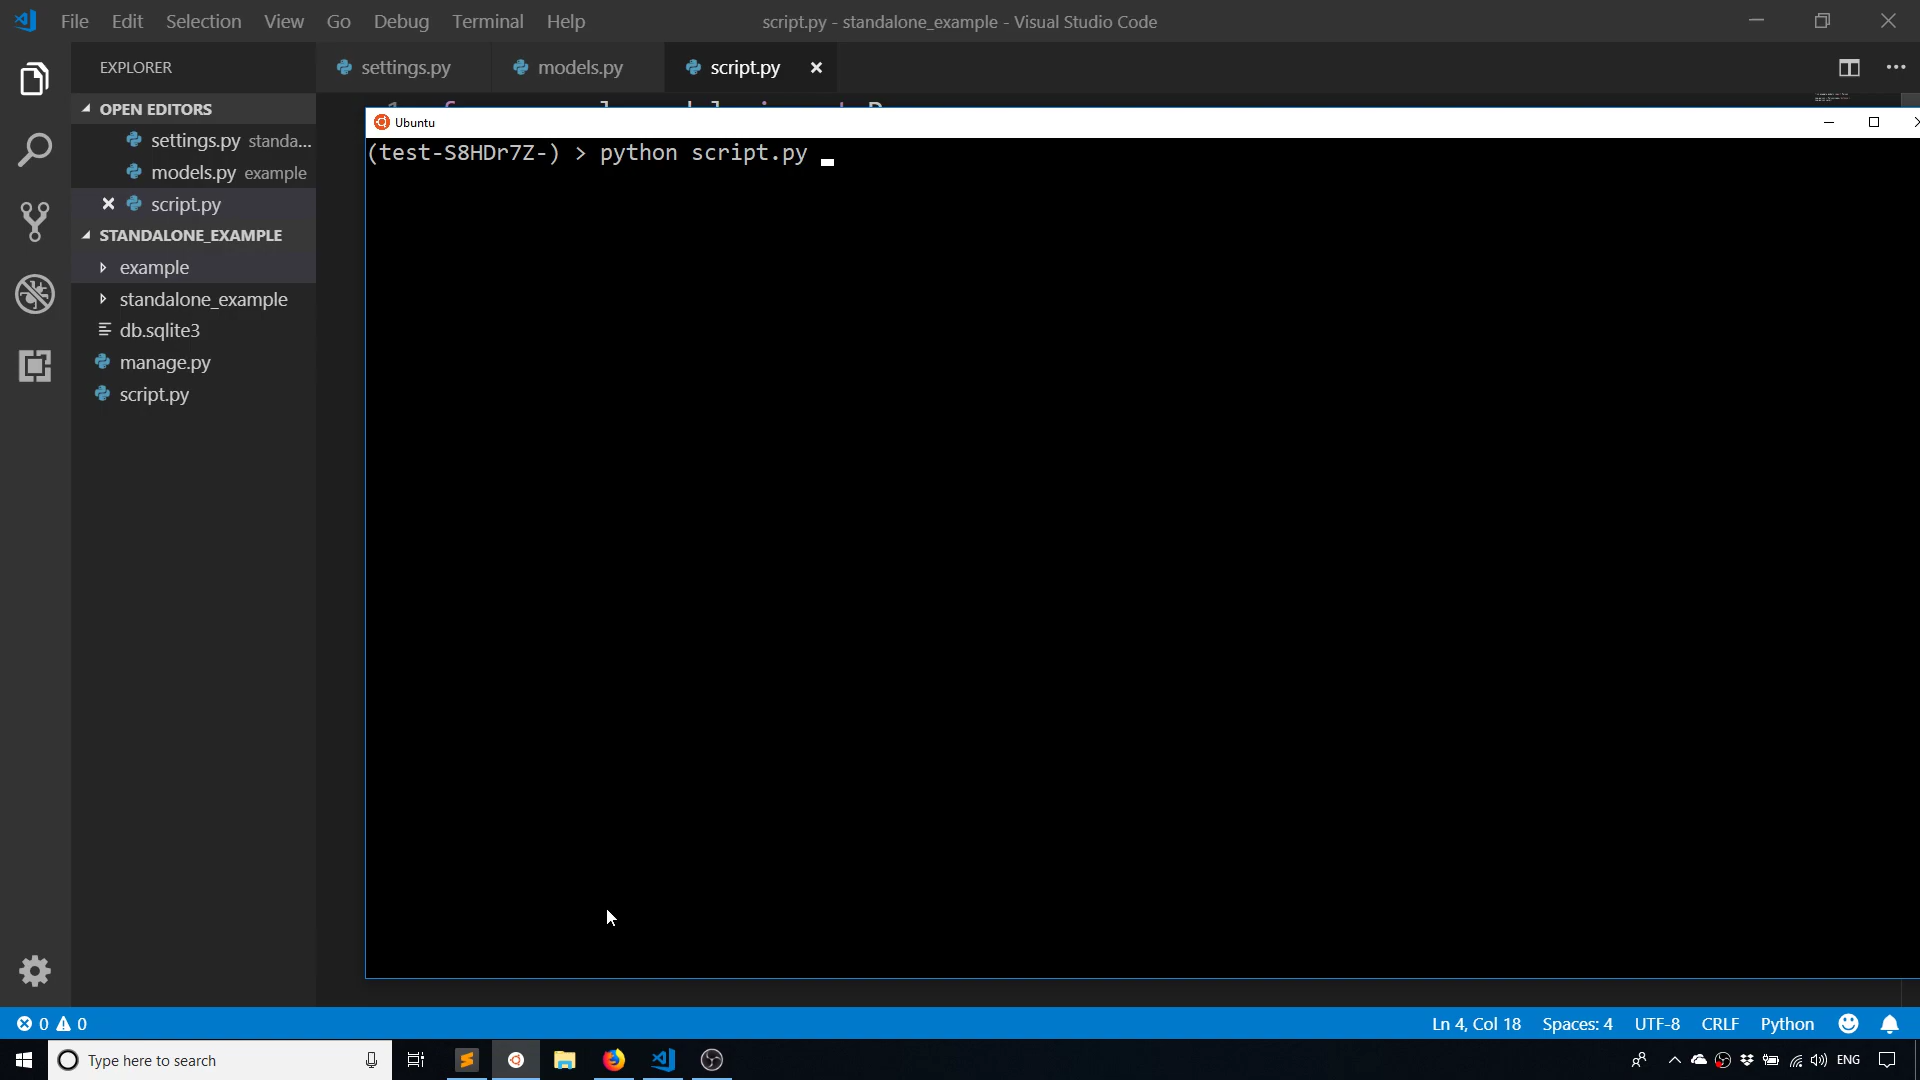 File Edit Selection View Go Debug Terminal Help
script.py - standalone_example - Visual Studio Code
EXPLORER
settings.py
models.py
script.py
OPEN EDITORS
settings.py standa...
models.py example
script.py
STANDALONE_EXAMPLE
example
standalone_example
db.sqlite3
manage.py
script.py
Ubuntu
(test-S8HDr7Z-) > python script.py
0 0
Ln 4, Col 18 Spaces: 4 UTF-8 CRLF Python
Type here to search
ENG